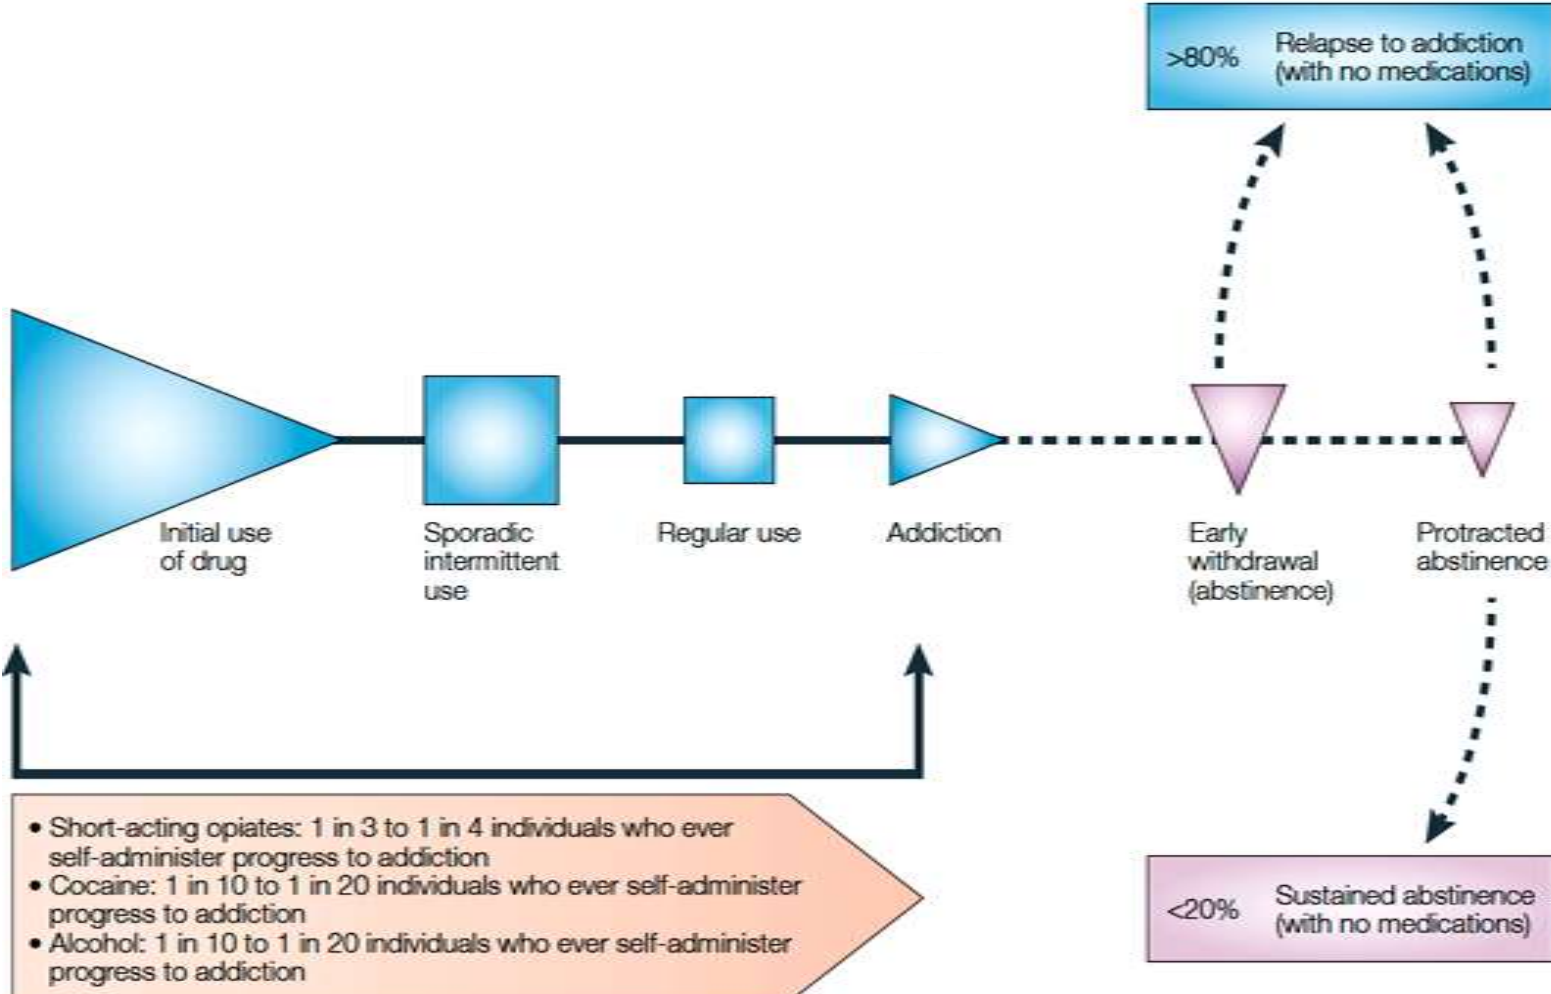 >80% Relapse to addiction
(with no medications)
Initial use
of drug
Sporadic
intermittent
use
Regular use
Addiction
Early
withdrawal
(abstinence)
Protracted
abstinence
• Short-acting opiates: 1 in 3 to 1 in 4 individuals who ever
self-administer progress to addiction
• Cocaine: 1 in 10 to 1 in 20 individuals who ever self-administer
progress to addiction
• Alcohol: 1 in 10 to 1 in 20 individuals who ever self-administer
progress to addiction
<20% Sustained abstinence
(with no medications)